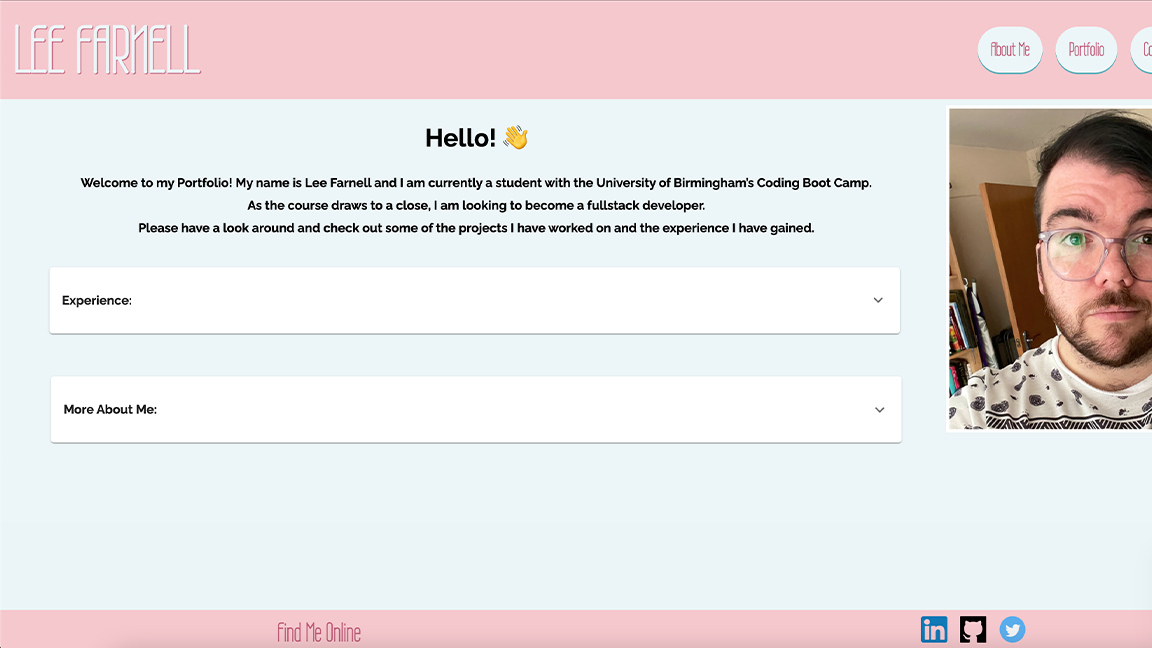 LEE FARNELL
About Me
Portfolio
Co
Hello! 👋
Welcome to my Portfolio! My name is Lee Farnell and I am currently a student with the University of Birmingham's Coding Boot Camp.
As the course draws to a close, I am looking to become a fullstack developer.
Please have a look around and check out some of the projects I have worked on and the experience I have gained.
Experience:
More About Me:
Find Me Online
in